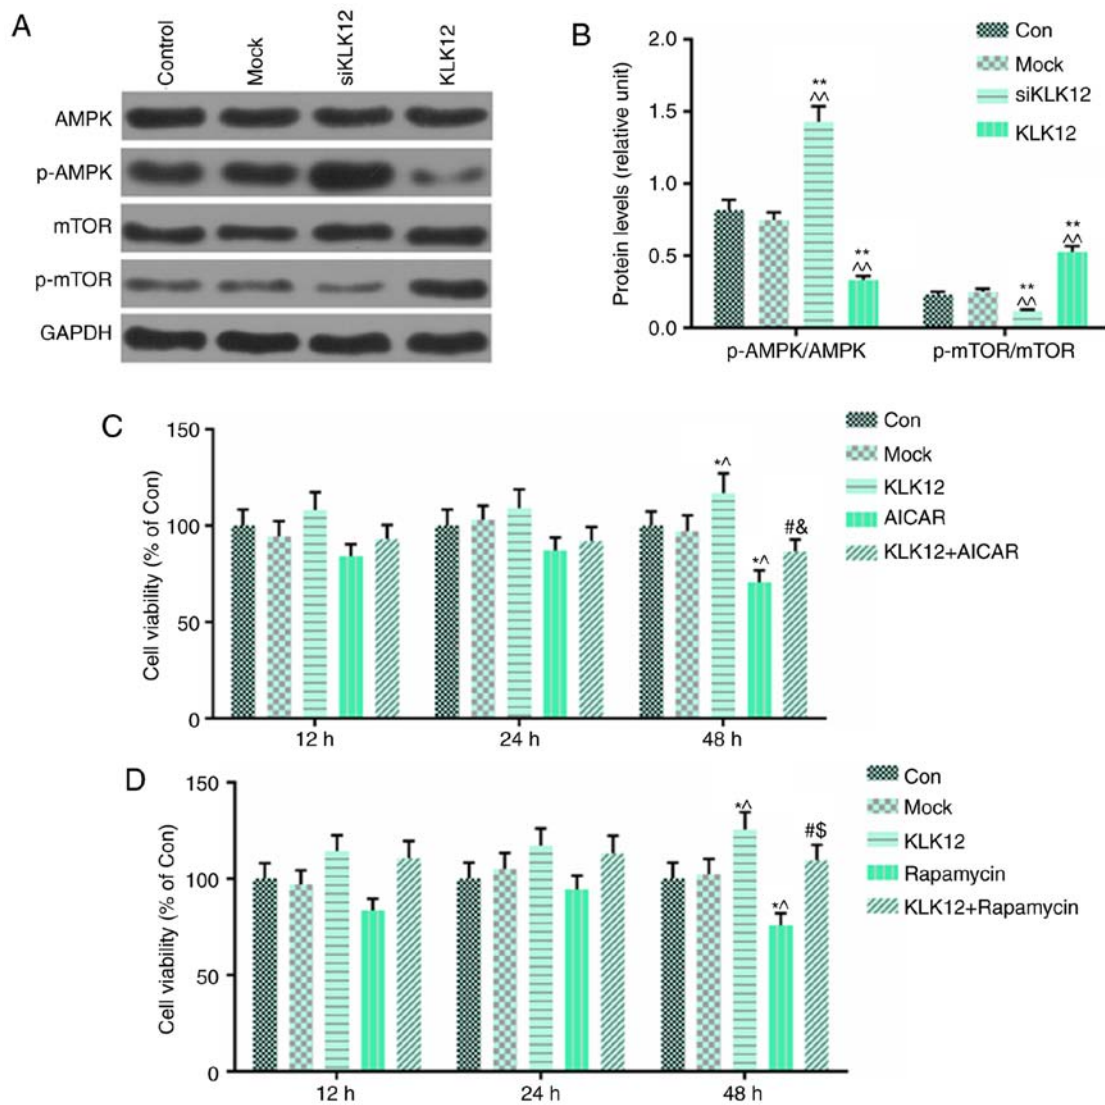 A
Control
Mock
siKLK12
KLK12
AMPK
p-AMPK
mTOR
p-mTOR
GAPDH
B
Protein levels (relative unit)
2.0
1.5
1.0
0.5
0.0
**
^^
**
^^
**
^^
**
^^
p-AMPK/AMPK
p-mTOR/mTOR
Con
Mock
siKLK12
KLK12
C
Cell viability (% of Con)
150
100
50
0
*^
*^
#&
12 h
24 h
48 h
Con
Mock
KLK12
AICAR
KLK12+AICAR
D
Cell viability (% of Con)
150
100
50
0
*^
*^
#$
12 h
24 h
48 h
Con
Mock
KLK12
Rapamycin
KLK12+Rapamycin